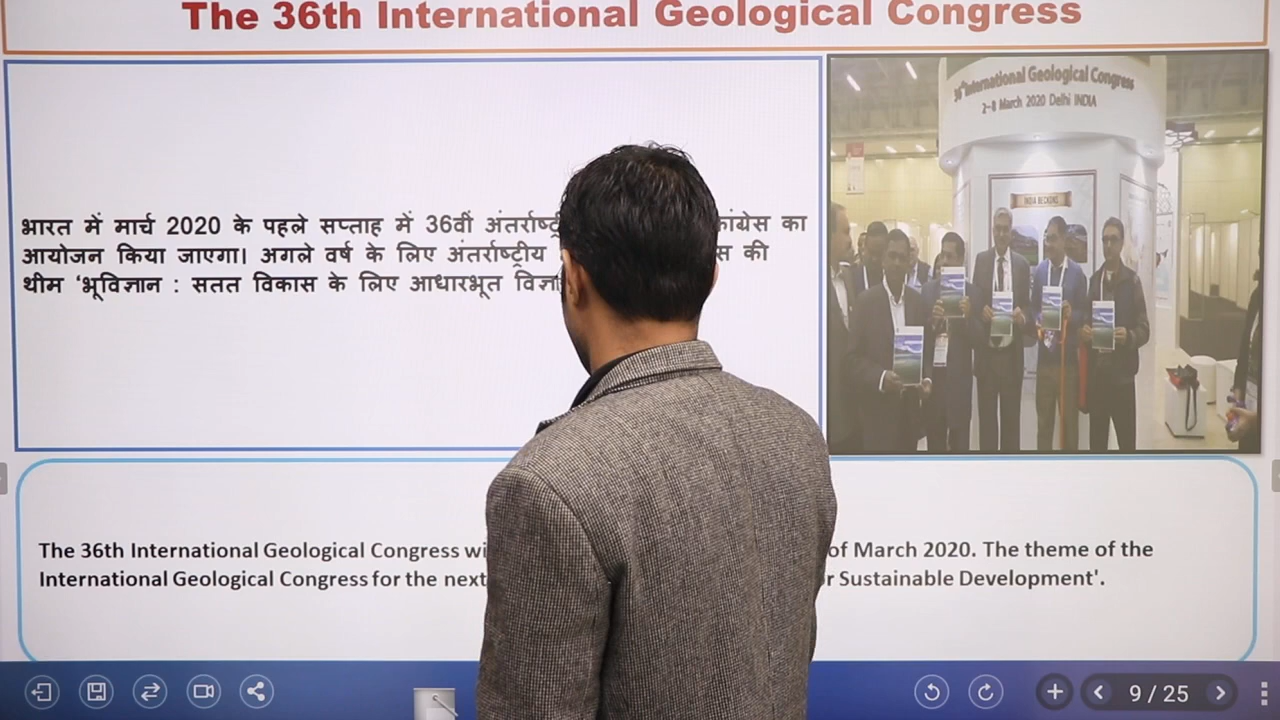 The 36th International Geological Congress
भारत में मार्च 2020 के पहले सप्ताह में 36वीं कांग्रेस का
आयोजन किया जाएगा। अगले वर्ष के लिए अंतर्राष्ट्रीय की
थीम ‘भूविज्ञान : सतत विकास के लिए आधारभूत
36th International Geological Congress
2-8 March 2020 Delhi INDIA
INDIA BECKONS
The 36th International Geological Congress of March 2020. The theme of the
International Geological Congress for the next Sustainable Development'.
9 / 25